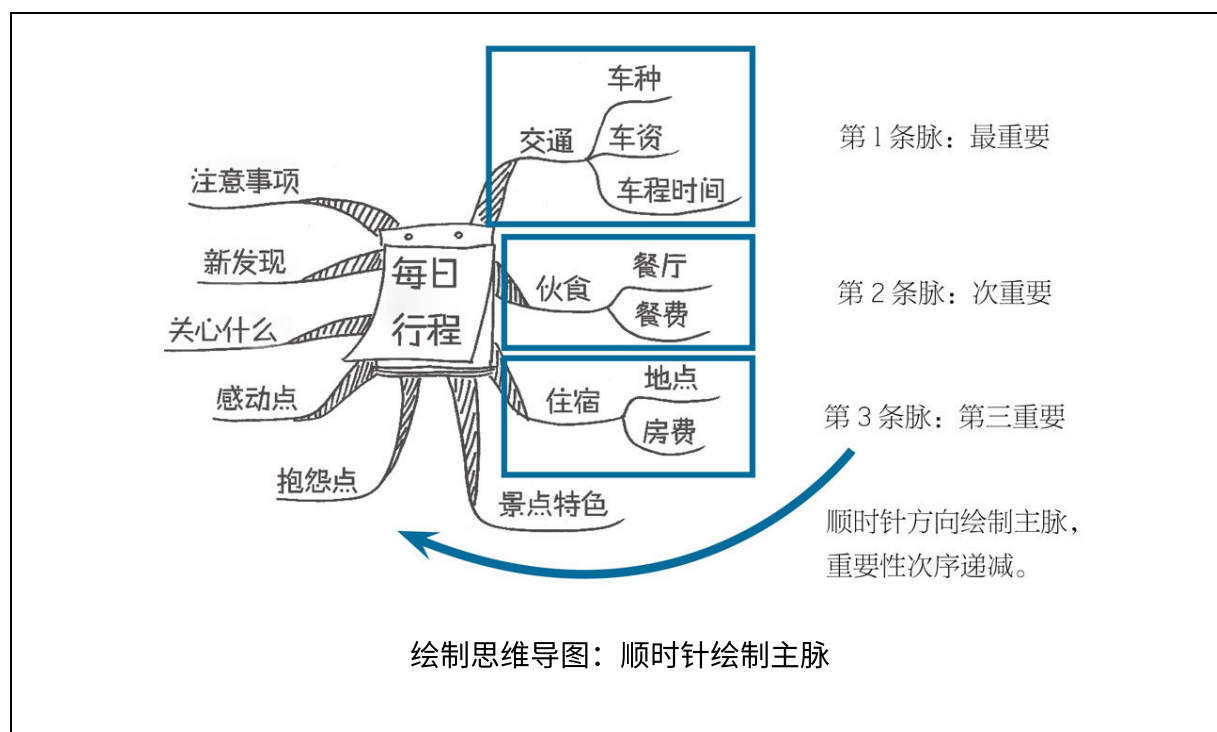 车种
交通
车资
车程时间
第1条脉：最重要
注意事项
新发现
关心什么
感动点
抱怨点
每日
行程
伙食
餐厅
餐费
第2条脉：次重要
住宿
地点
房费
第3条脉：第三重要
景点特色
顺时针方向绘制主脉，
重要性次序递减。
绘制思维导图：顺时针绘制主脉